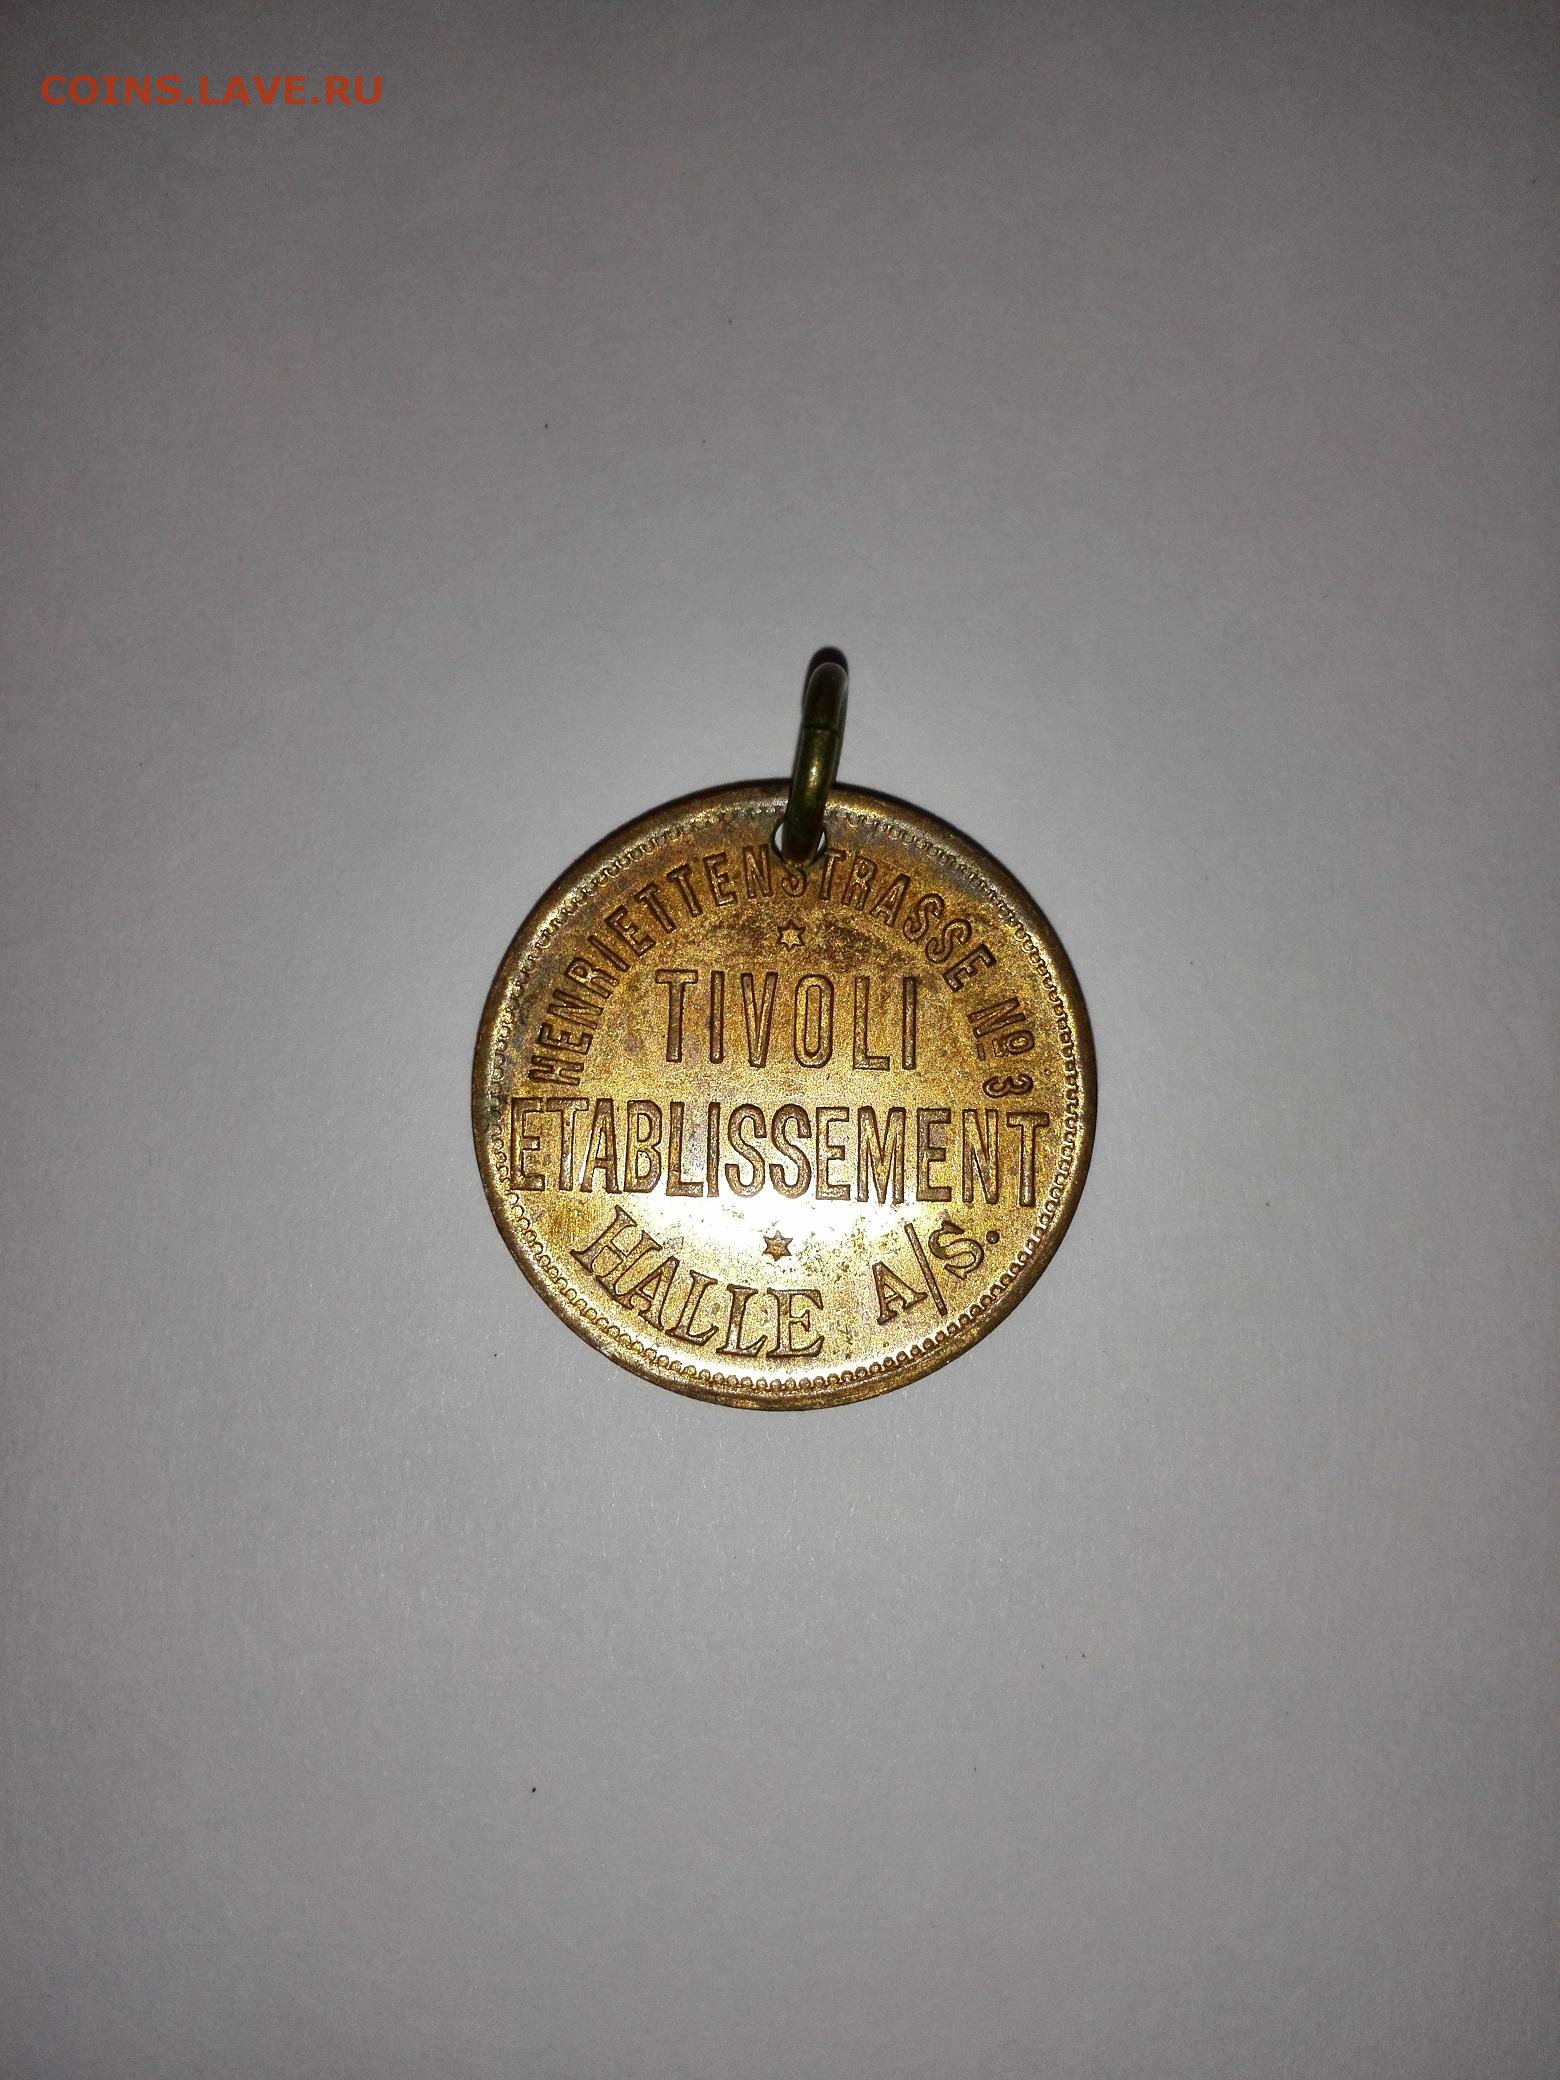 COINS.LAVE.RU
HENRIETTENSTRASSE Nº 3
TIVOLI
ETABLISSEMENT
HALLE A/S.